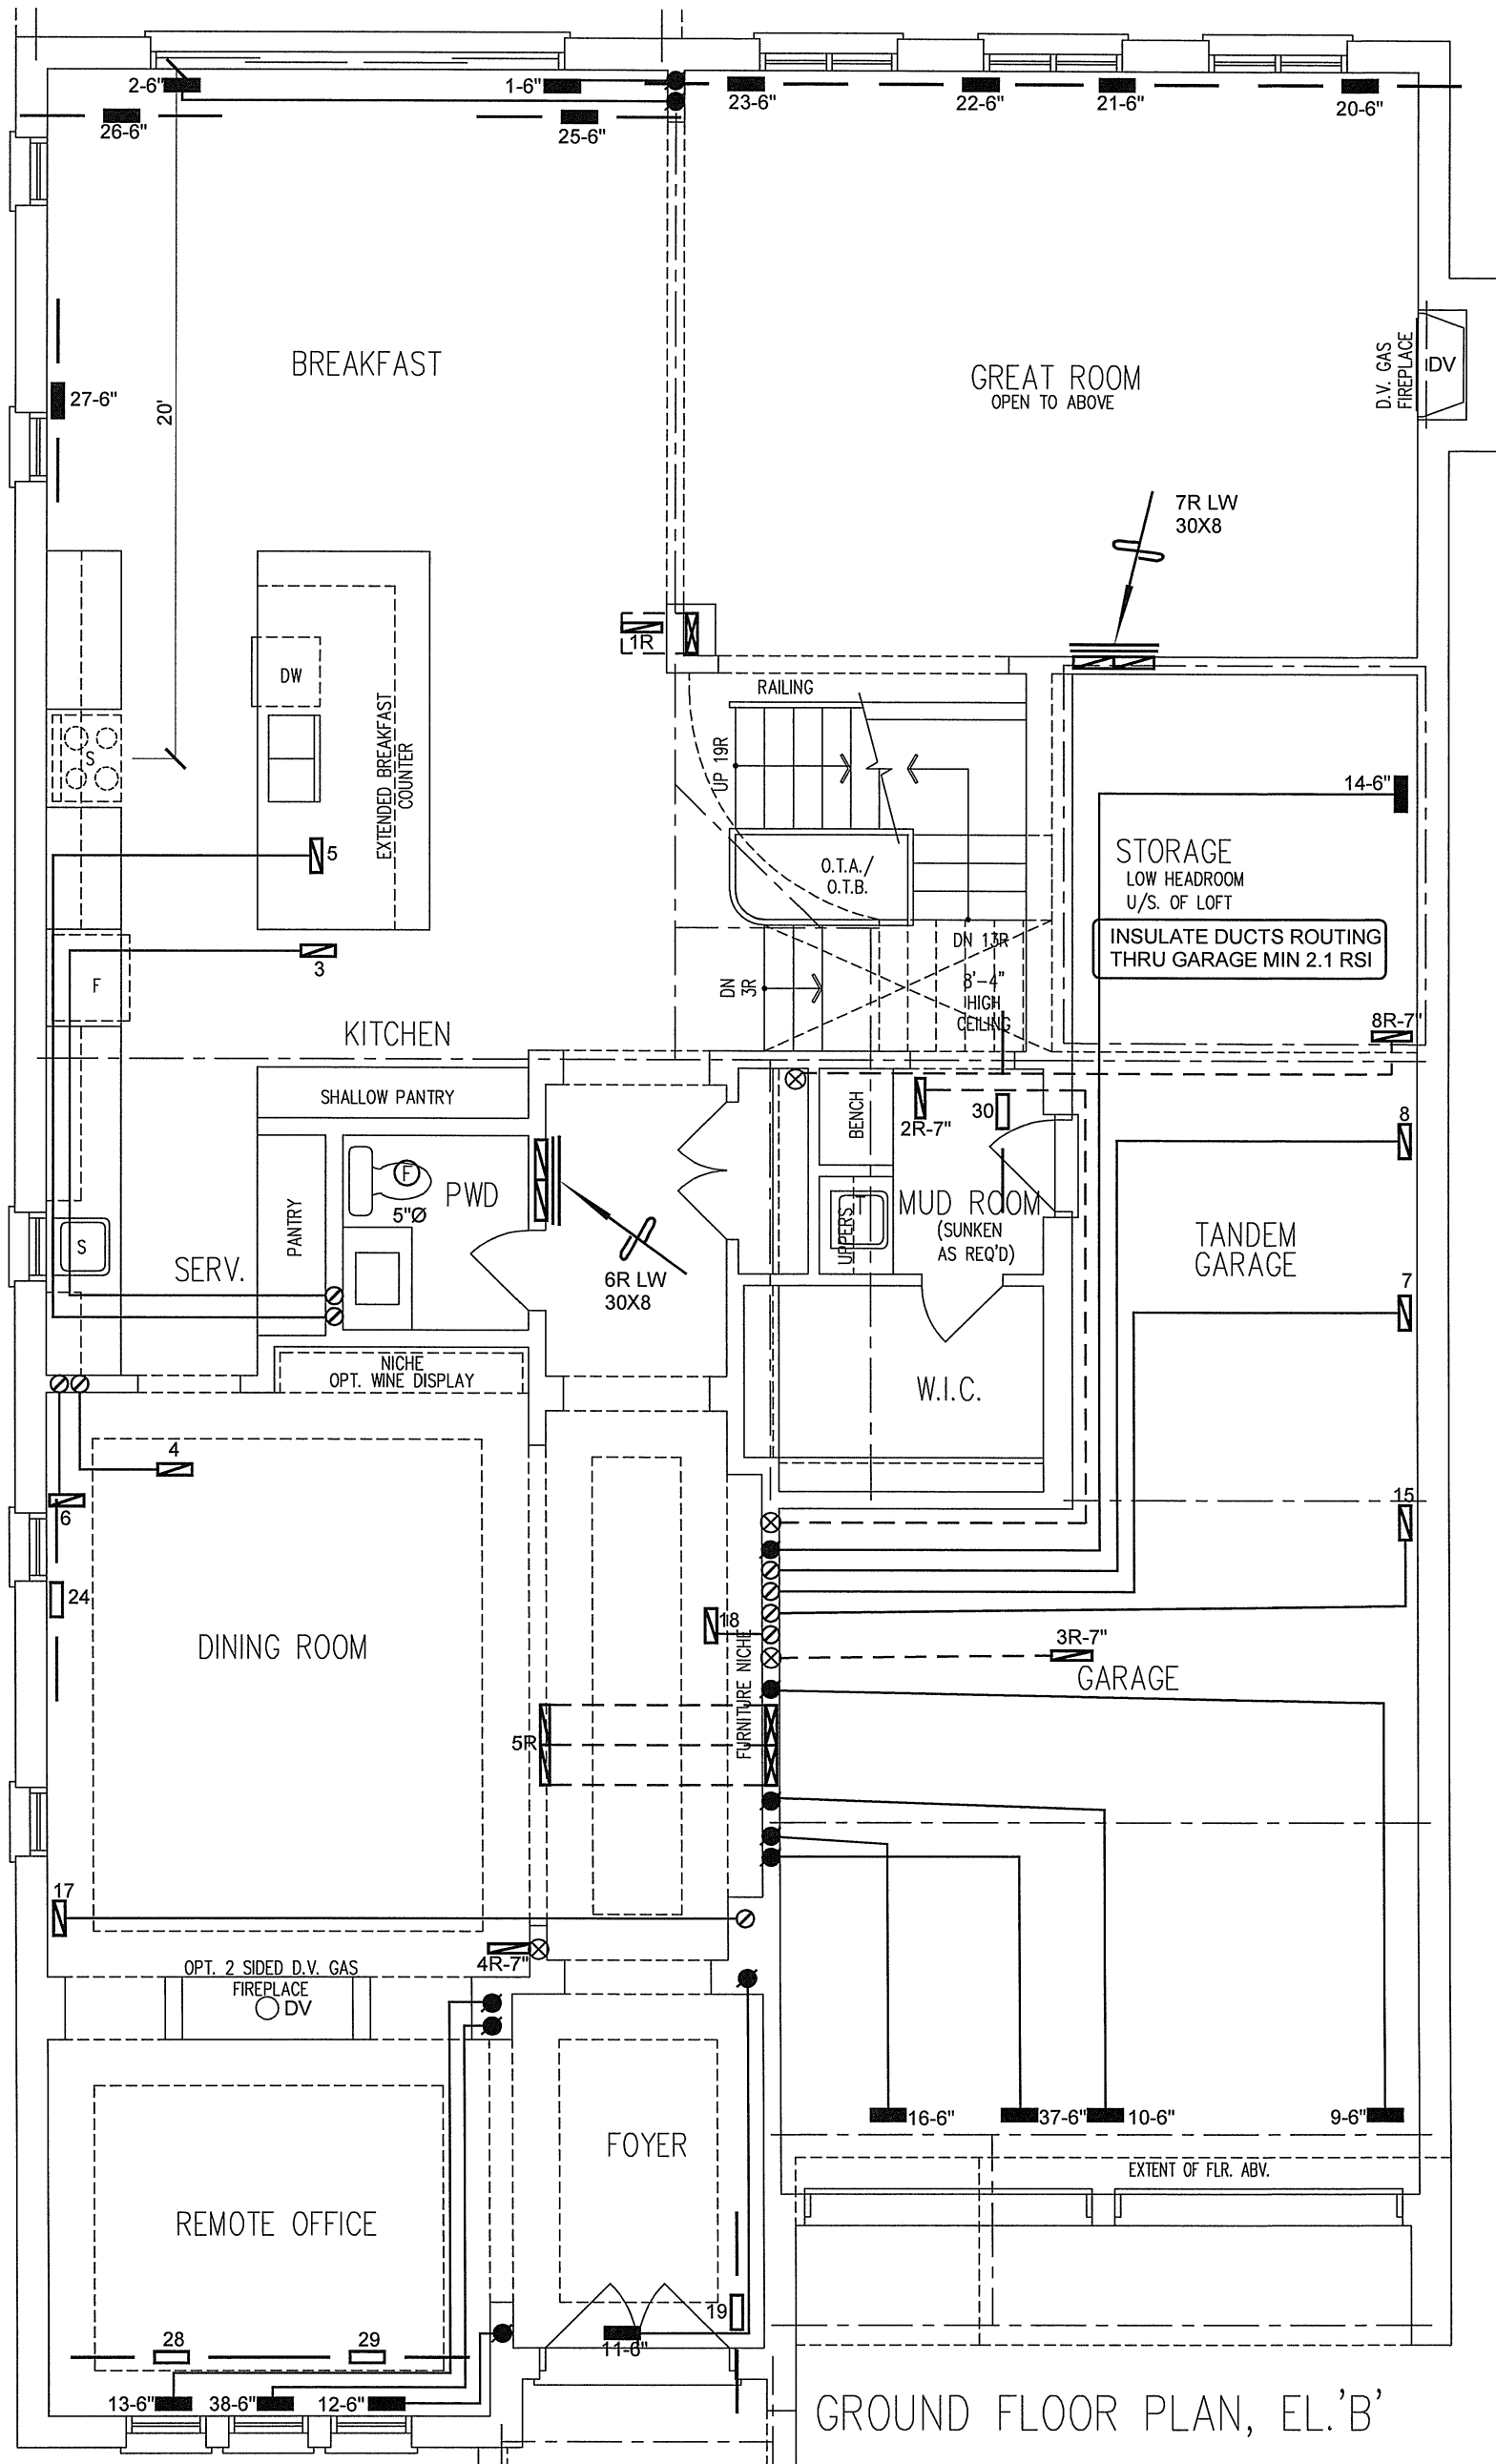 2-6"
1-6"
23-6"
22-6"
21-6"
20-6"
26-6"
25-6"
BREAKFAST
GREAT ROOM
OPEN TO ABOVE
D.V. GAS
FIREPLACE
DV
27-6"
20'
7R LW
30X8
1R
DW
RAILING
EXTENDED BREAKFAST
COUNTER
UP 19R
S
14-6"
5
O.T.A./
O.T.B.
STORAGE
LOW HEADROOM
U/S. OF LOFT
INSULATE DUCTS ROUTING
THRU GARAGE MIN 2.1 RSI
3
F
DN 13R
DN
3R
8'-4"
HIGH
CEILING
8R-7"
KITCHEN
SHALLOW PANTRY
BENCH
2R-7"
30
8
F
5"Ø
PWD
PANTRY
UPPERS
T
MUD ROOM
(SUNKEN
AS REQ'D)
TANDEM
GARAGE
S
SERV.
6R LW
30X8
7
NICHE
OPT. WINE DISPLAY
W.I.C.
4
6
15
24
18
FURNITURE NICHE
DINING ROOM
3R-7"
GARAGE
5R
17
4R-7"
OPT. 2 SIDED D.V. GAS
FIREPLACE
DV
16-6"
37-6"
10-6"
9-6"
FOYER
EXTENT OF FLR. ABV.
REMOTE OFFICE
19
28
29
11-6"
13-6"
38-6"
12-6"
GROUND FLOOR PLAN, EL.'B'